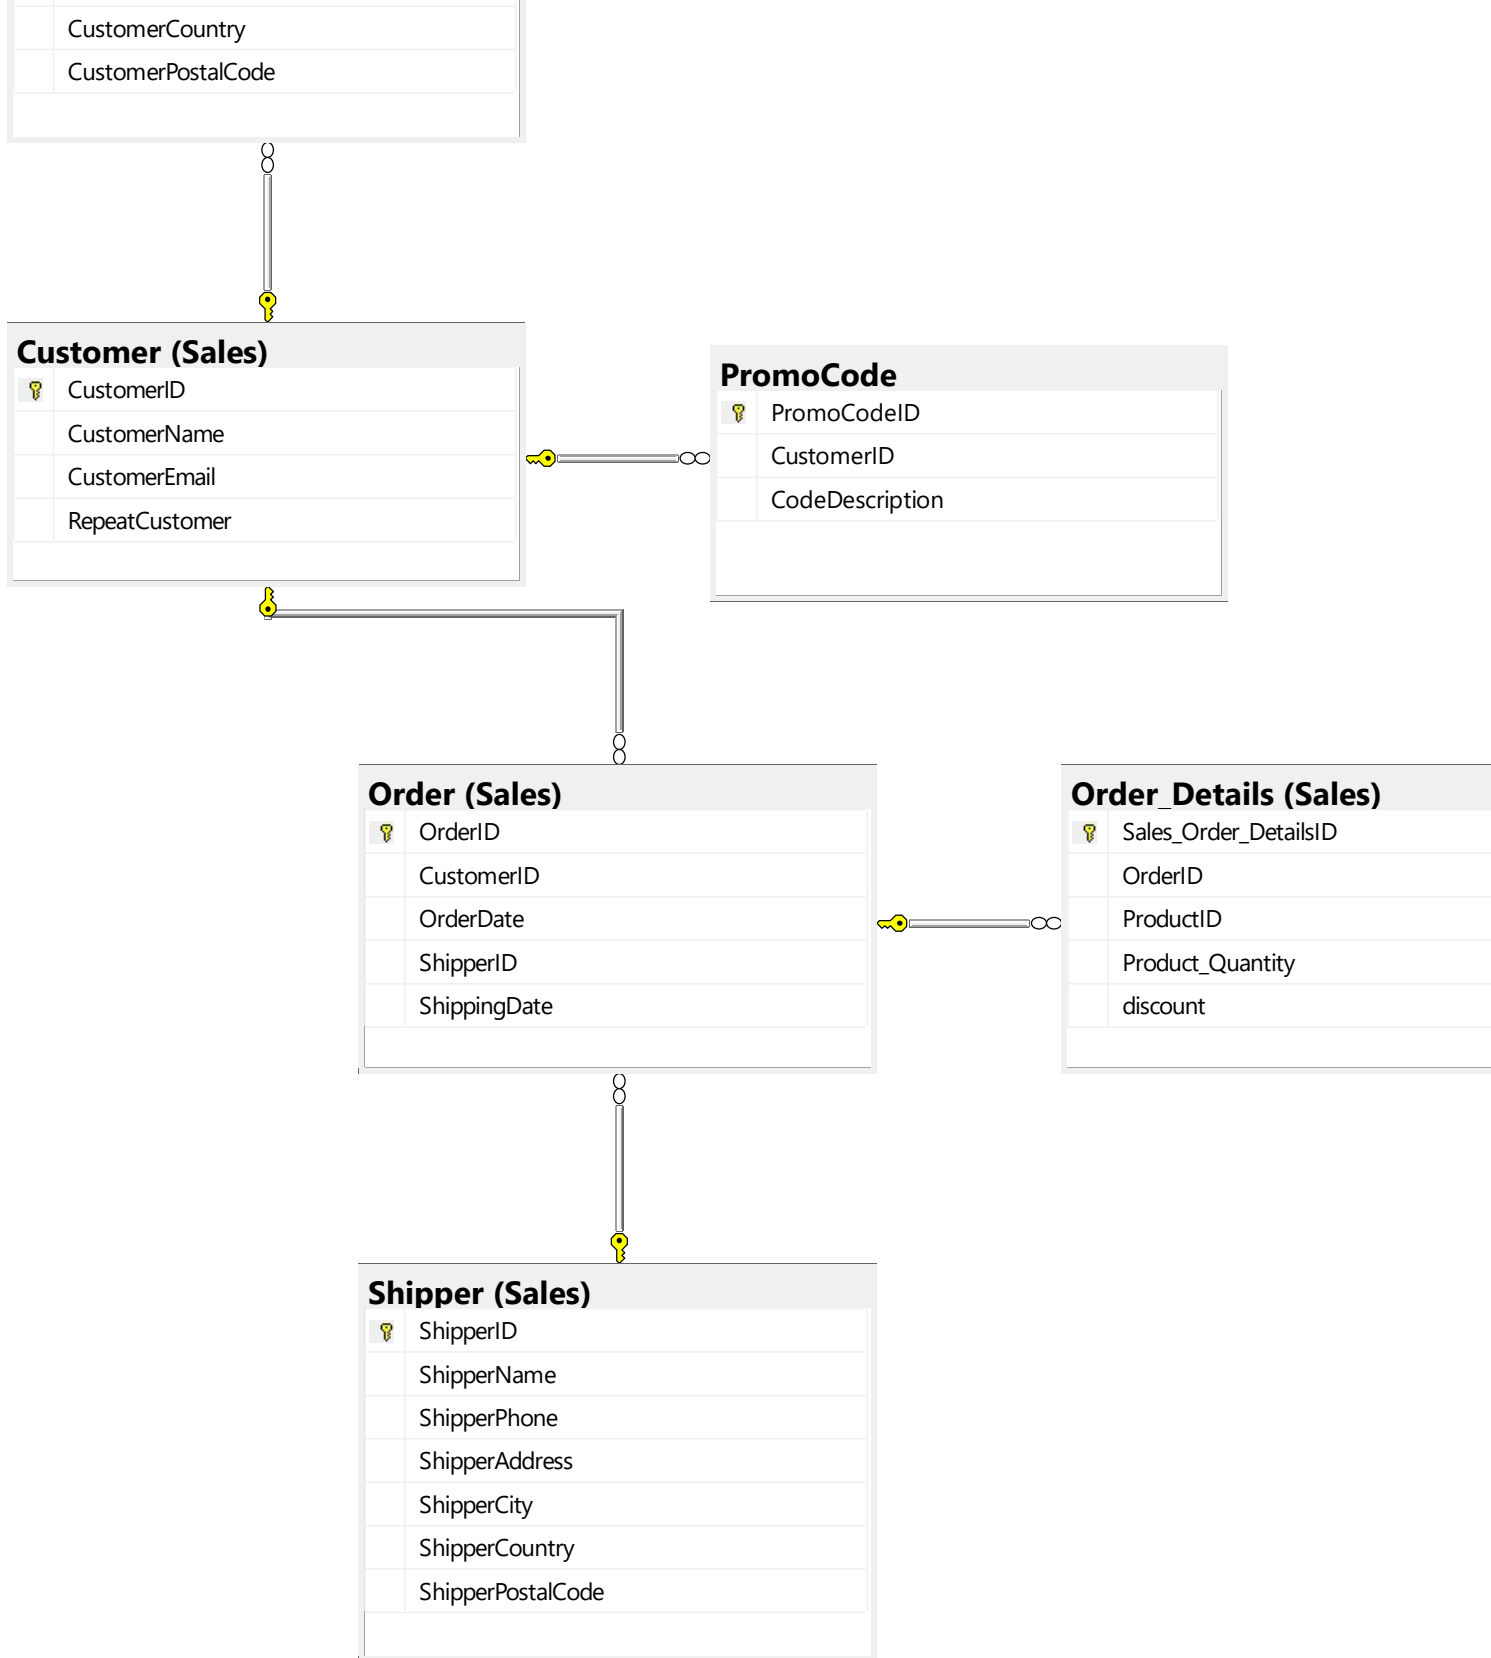 CustomerCountry
CustomerPostalCode
Customer (Sales)
CustomerID
CustomerName
CustomerEmail
RepeatCustomer
PromoCode
PromoCodeID
CustomerID
CodeDescription
Order (Sales)
OrderID
CustomerID
OrderDate
ShipperID
ShippingDate
Order_Details (Sales)
Sales_Order_DetailsID
OrderID
ProductID
Product_Quantity
discount
Shipper (Sales)
ShipperID
ShipperName
ShipperPhone
ShipperAddress
ShipperCity
ShipperCountry
ShipperPostalCode